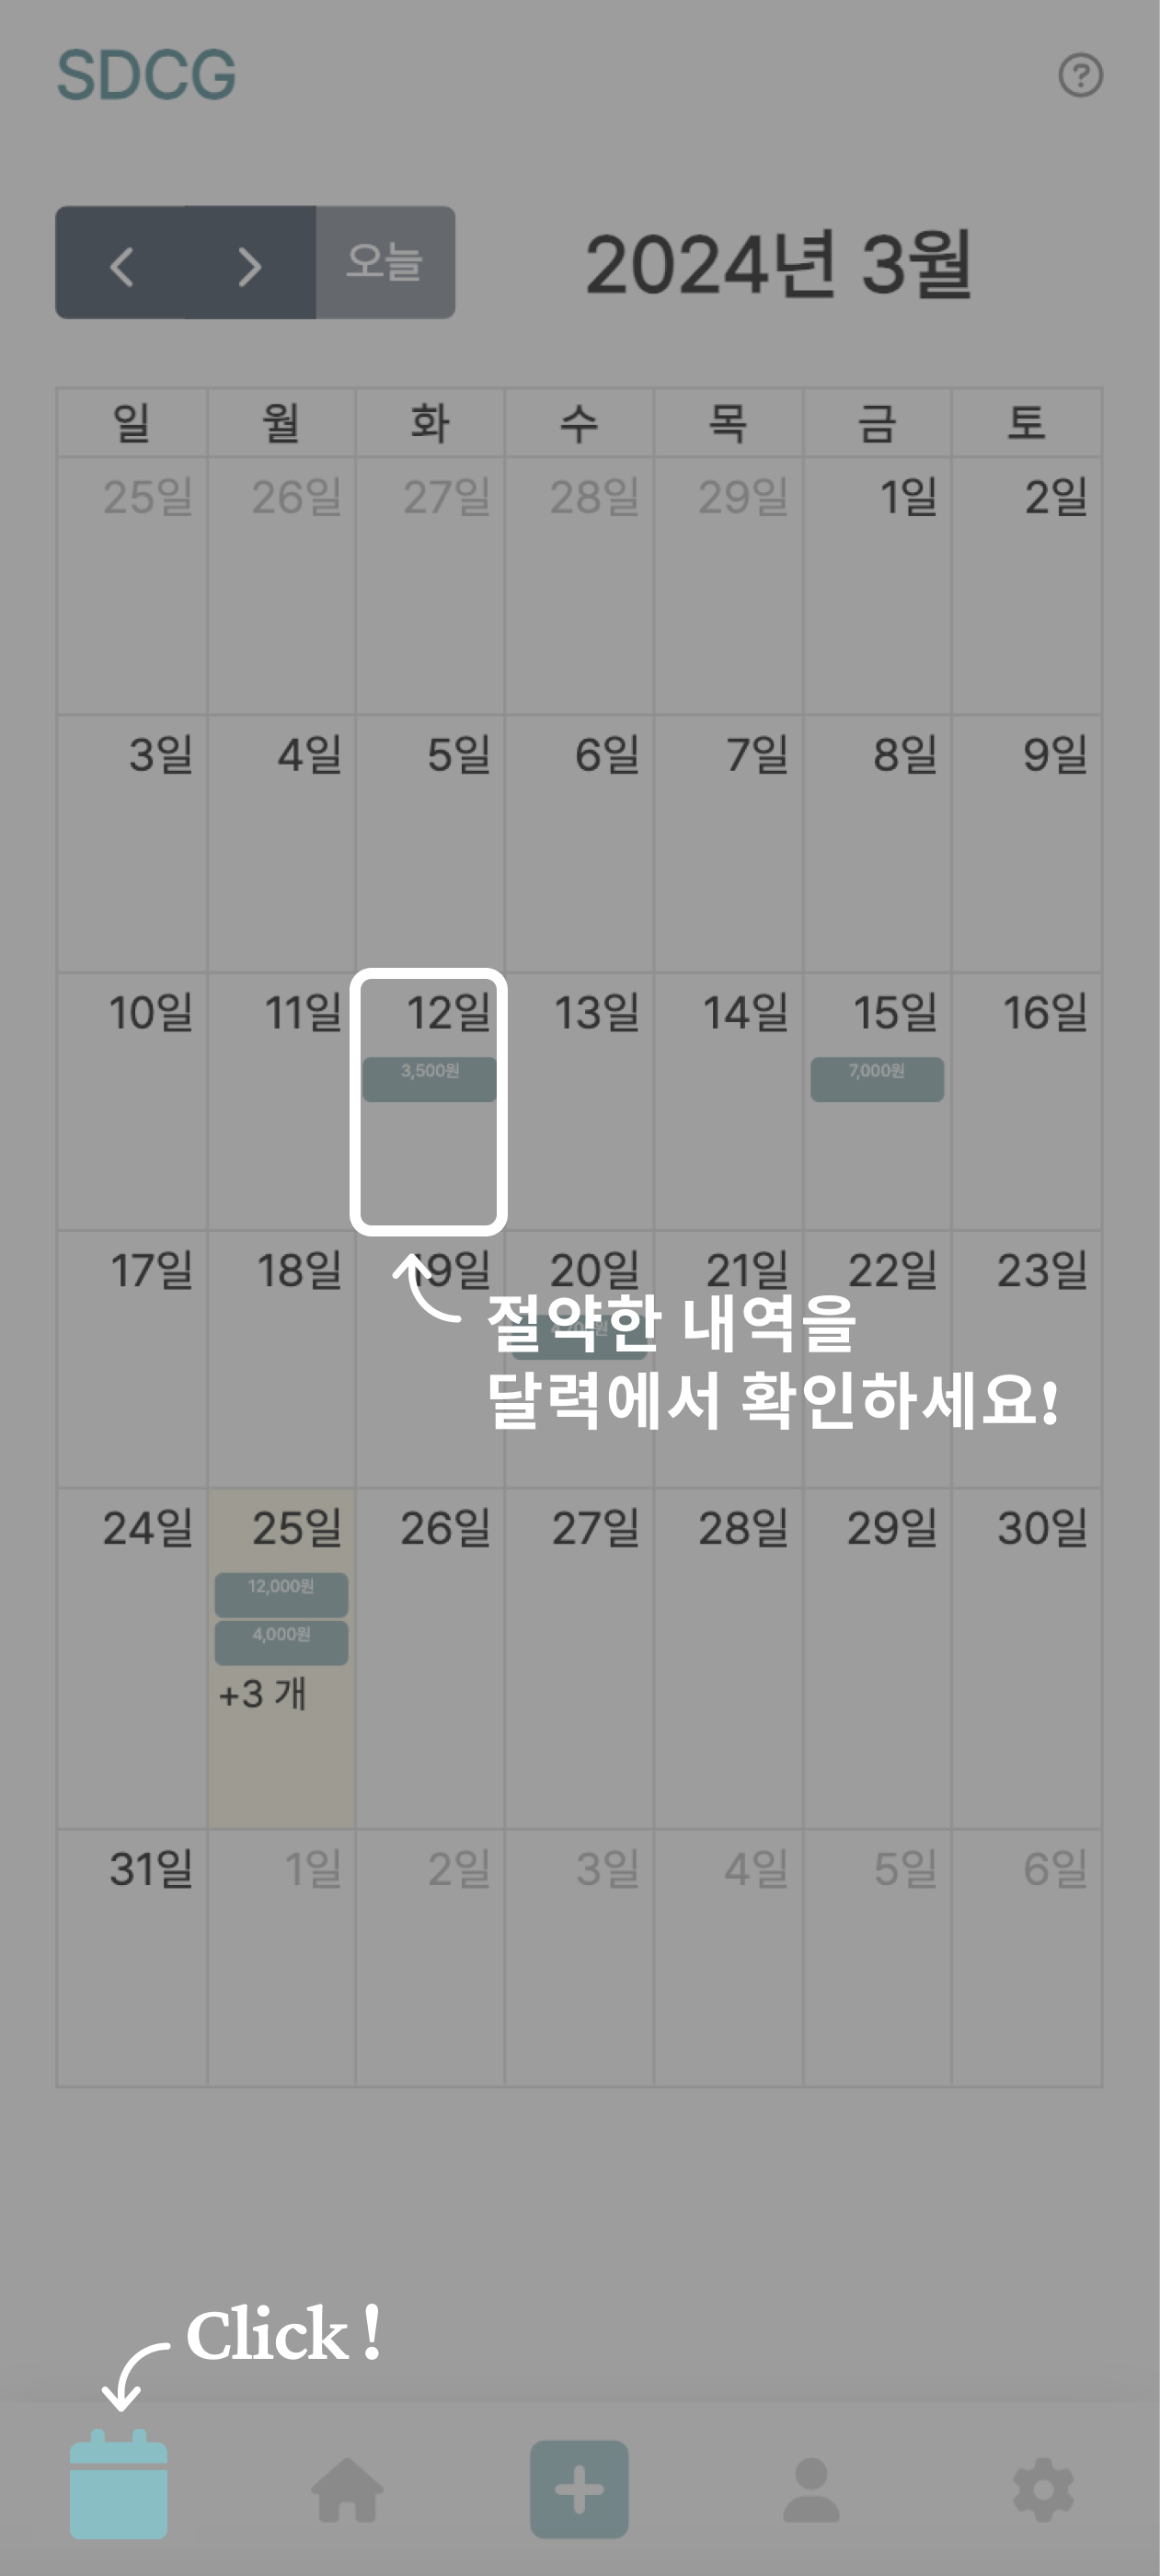 SDCG
오늘
2024년 3월
일 월 화 수 목 금 토
25일 26일 27일 28일 29일 1일 2일
3일 4일 5일 6일 7일 8일 9일
10일 11일 12일 13일 14일 15일 16일
3,500원 7,000원
17일 18일 19일 20일 21일 22일 23일
절약한 내역을
달력에서 확인하세요!
24일 25일 26일 27일 28일 29일 30일
12,000원
4,000원
+3 개
31일 1일 2일 3일 4일 5일 6일
Click !